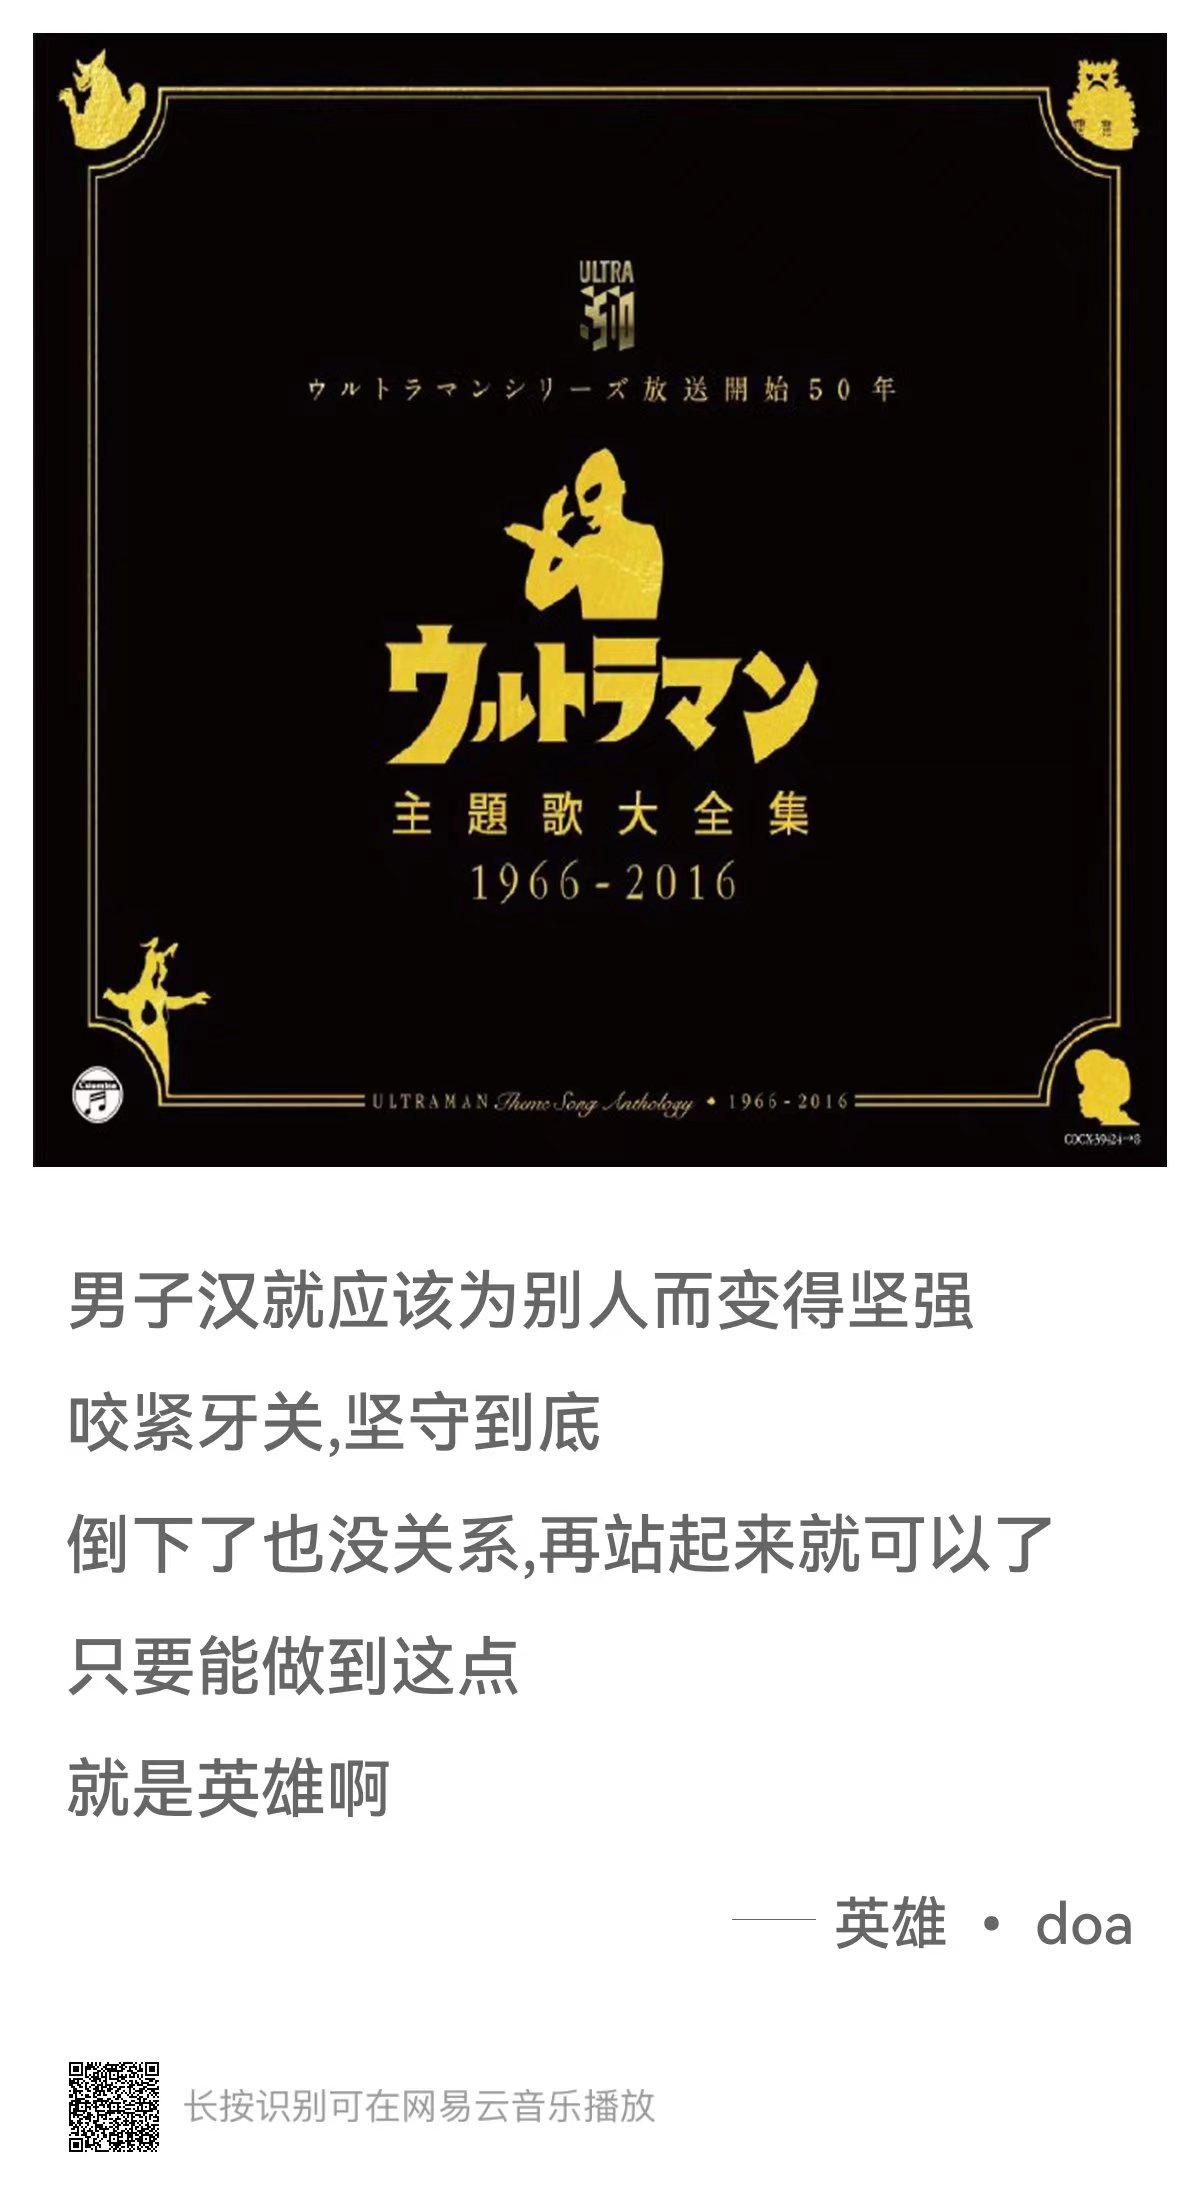 ULTRA
50
ウルトラマンシリーズ放送開始50年
ウルトラマン
主題歌大全集
1966-2016
Columbia
ULTRAMAN Theme Song Anthology • 1966-2016
COCX-39424→8
男子汉就应该为别人而变得坚强
咬紧牙关,坚守到底
倒下了也没关系,再站起来就可以了
只要能做到这点
就是英雄啊
—— 英雄 • doa
长按识别可在网易云音乐播放